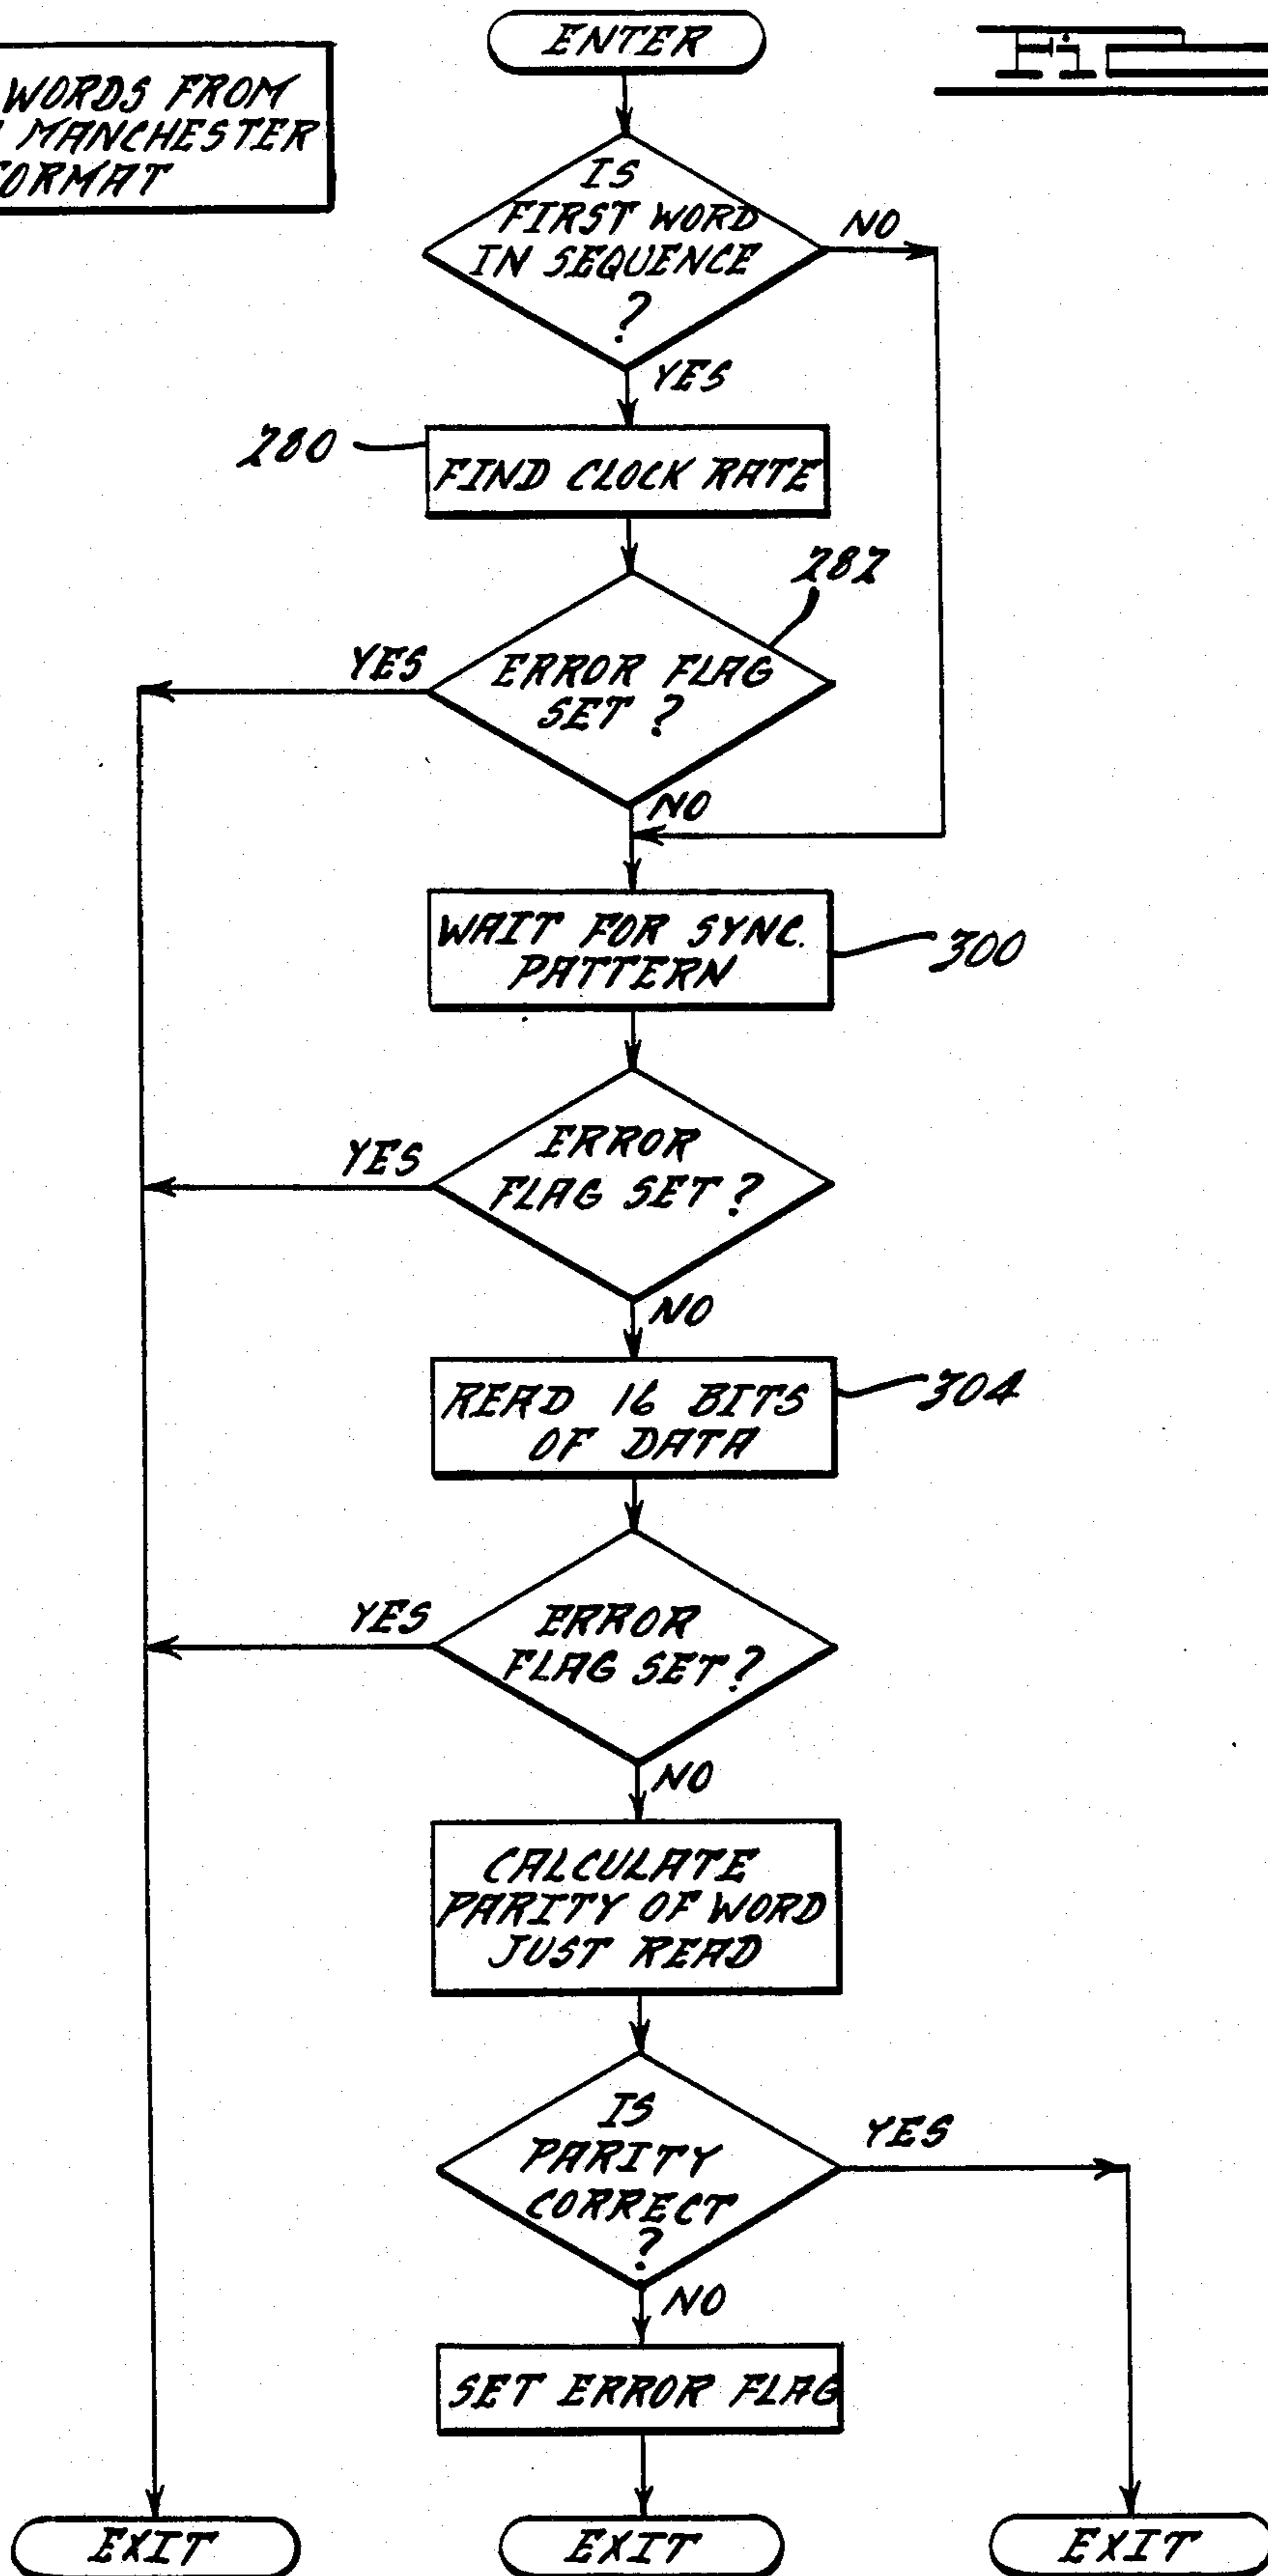 WORDS FROM
MANCHESTER
FORMAT
ENTER
IS
FIRST WORD
IN SEQUENCE
?
NO
YES
280
FIND CLOCK RATE
282
YES
ERROR FLAG
SET ?
NO
WAIT FOR SYNC.
PATTERN
300
YES
ERROR
FLAG SET ?
NO
READ 16 BITS
OF DATA
304
YES
ERROR
FLAG SET ?
NO
CALCULATE
PARITY OF WORD
JUST READ
IS
PARITY
CORRECT
?
YES
NO
SET ERROR FLAG
EXIT
EXIT
EXIT